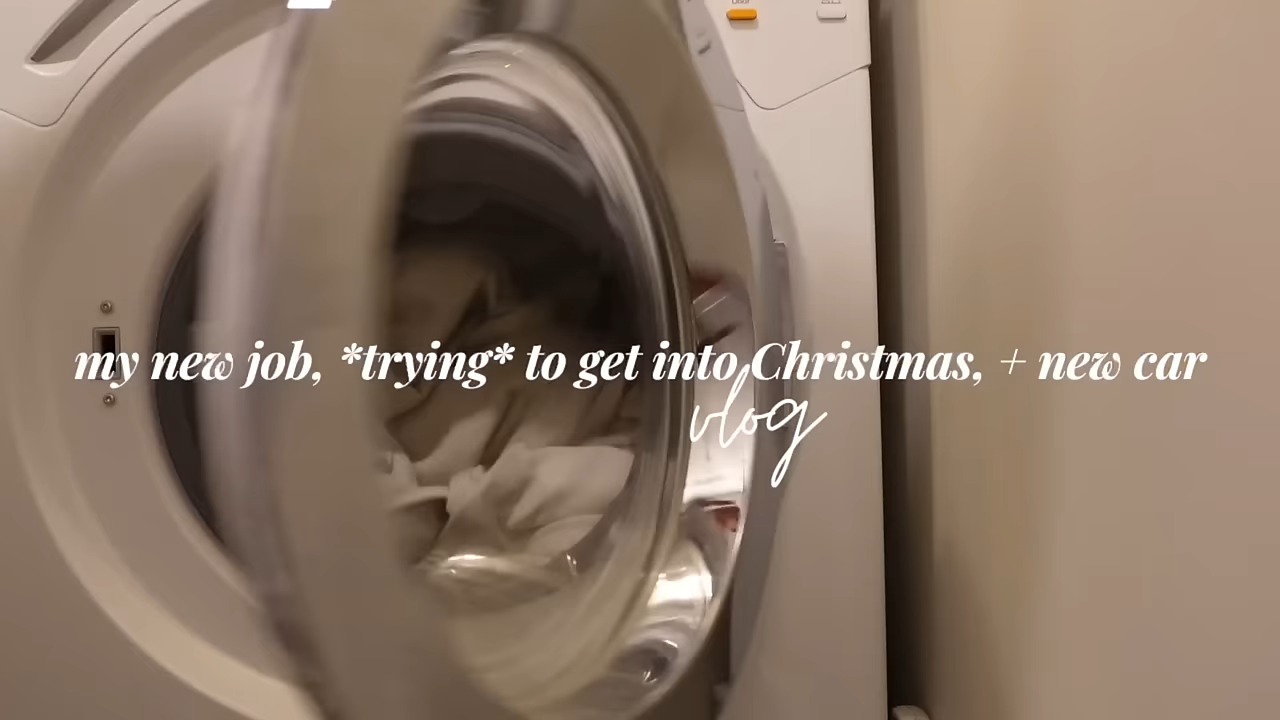 my new job, *trying* to get into Christmas, + new car
vlog